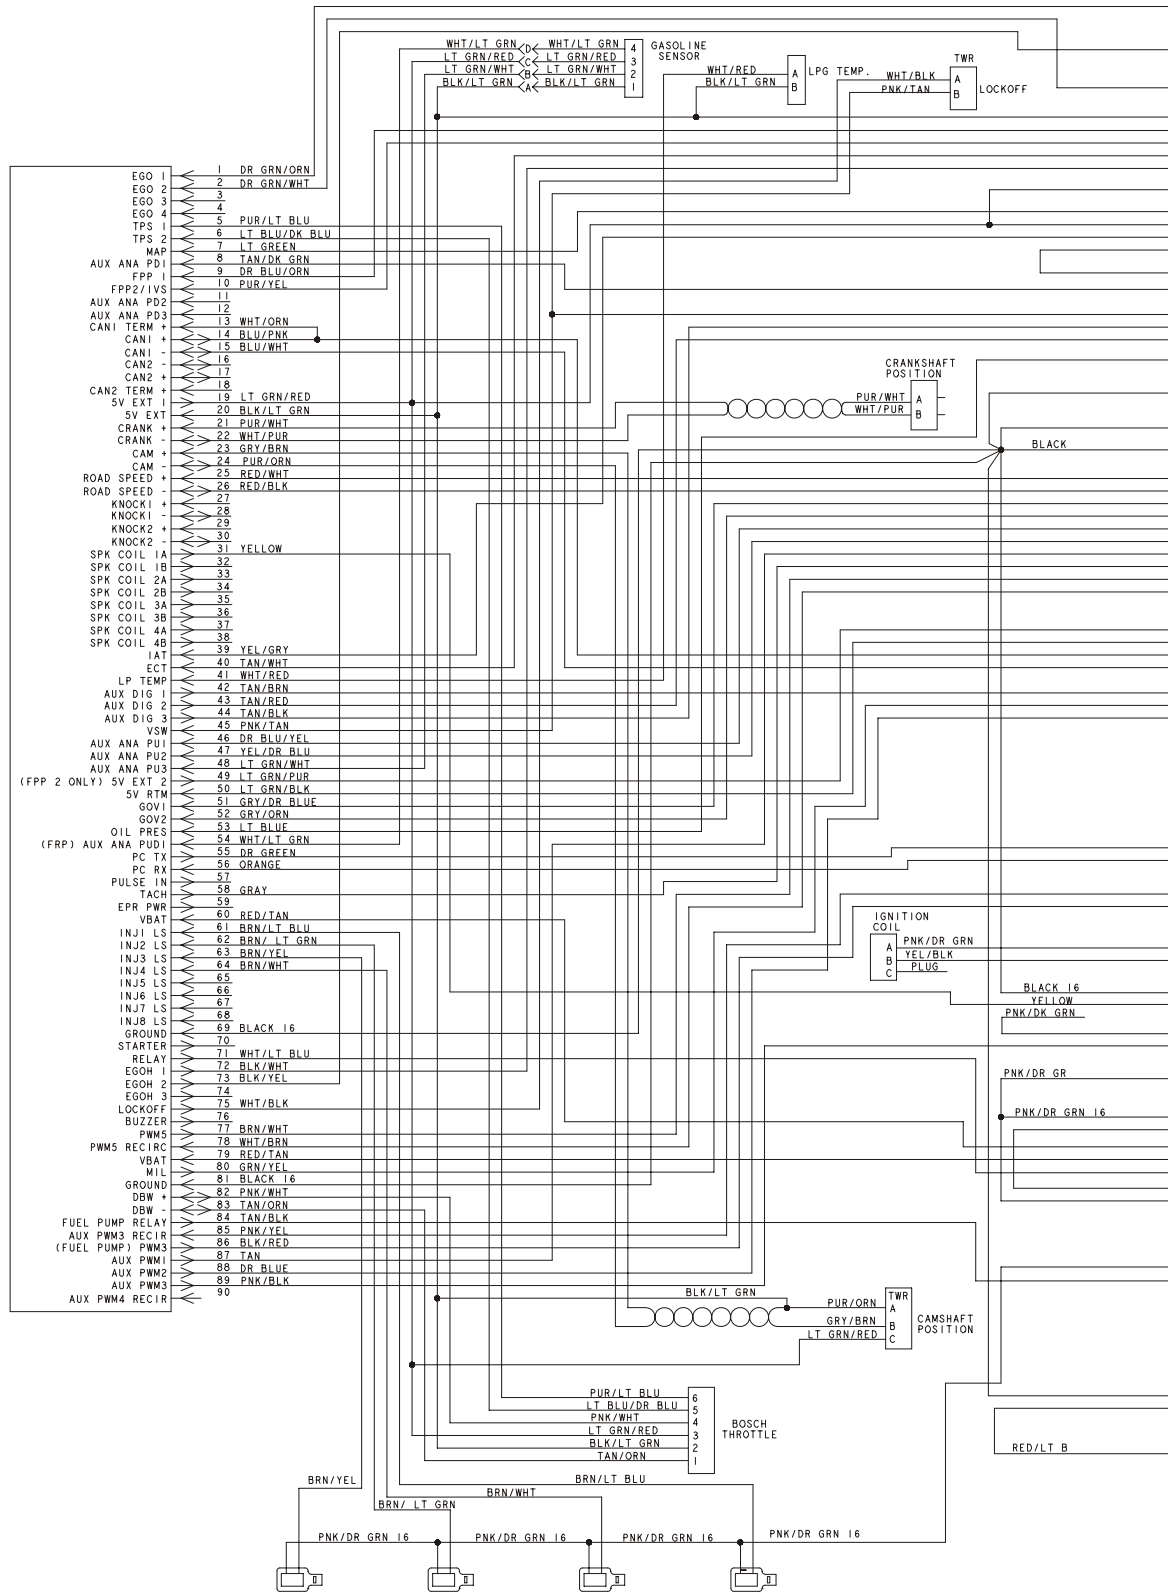 WHT/LT GRN D WHT/LT GRN 4
LT GRN/RED C LT GRN/RED 3
LT GRN/WHT B LT GRN/WHT 2
BLK/LT GRN A BLK/LT GRN 1
GASOLINE
SENSOR
WHT/RED A LPG TEMP.
BLK/LT GRN B
TWR
WHT/BLK A
PNK/TAN B LOCKOFF
EGO 1 1 DR GRN/ORN
EGO 2 2 DR GRN/WHT
EGO 3 3
EGO 4 4
TPS 1 5 PUR/LT BLU
TPS 2 6 LT BLU/DK BLU
MAP 7 LT GREEN
AUX ANA PD1 8 TAN/DK GRN
FPP 1 9 DR BLU/ORN
FPP2/IVS 10 PUR/YEL
AUX ANA PD2 11
AUX ANA PD3 12
CAN1 TERM + 13 WHT/ORN
CAN1 + 14 BLU/PNK
CAN1 - 15 BLU/WHT
CAN2 - 16
CAN2 + 17
CAN2 TERM + 18
5V EXT 1 19 LT GRN/RED
5V EXT 20 BLK/LT GRN
CRANK + 21 PUR/WHT
CRANK - 22 WHT/PUR
CAM + 23 GRY/BRN
CAM - 24 PUR/ORN
ROAD SPEED + 25 RED/WHT
ROAD SPEED - 26 RED/BLK
KNOCK1 + 27
KNOCK1 - 28
KNOCK2 + 29
KNOCK2 - 30
SPK COIL 1A 31 YELLOW
SPK COIL 1B 32
SPK COIL 2A 33
SPK COIL 2B 34
SPK COIL 3A 35
SPK COIL 3B 36
SPK COIL 4A 37
SPK COIL 4B 38
IAT 39 YEL/GRY
ECT 40 TAN/WHT
LP TEMP 41 WHT/RED
AUX DIG 1 42 TAN/BRN
AUX DIG 2 43 TAN/RED
AUX DIG 3 44 TAN/BLK
VSW 45 PNK/TAN
AUX ANA PU1 46 DR BLU/YEL
AUX ANA PU2 47 YEL/DR BLU
AUX ANA PU3 48 LT GRN/WHT
(FPP 2 ONLY) 5V EXT 2 49 LT GRN/PUR
5V RTM 50 LT GRN/BLK
GOV1 51 GRY/DR BLUE
GOV2 52 GRY/ORN
OIL PRES 53 LT BLUE
(FRP) AUX ANA PUD1 54 WHT/LT GRN
PC TX 55 DR GREEN
PC RX 56 ORANGE
PULSE IN 57
TACH 58 GRAY
EPR PWR 59
VBAT 60 RED/TAN
INJ1 LS 61 BRN/LT BLU
INJ2 LS 62 BRN/ LT GRN
INJ3 LS 63 BRN/YEL
INJ4 LS 64 BRN/WHT
INJ5 LS 65
INJ6 LS 66
INJ7 LS 67
INJ8 LS 68
GROUND 69 BLACK 16
STARTER 70
RELAY 71 WHT/LT BLU
EGOH 1 72 BLK/WHT
EGOH 2 73 BLK/YEL
EGOH 3 74
LOCKOFF 75 WHT/BLK
BUZZER 76
PWM5 77 BRN/WHT
PWM5 RECIRC 78 WHT/BRN
VBAT 79 RED/TAN
MIL 80 GRN/YEL
GROUND 81 BLACK 16
DBW + 82 PNK/WHT
DBW - 83 TAN/ORN
FUEL PUMP RELAY 84 TAN/BLK
AUX PWM3 RECIR 85 PNK/YEL
(FUEL PUMP) PWM3 86 BLK/RED
AUX PWM1 87 TAN
AUX PWM2 88 DR BLUE
AUX PWM3 89 PNK/BLK
AUX PWM4 RECIR 90
CRANKSHAFT
POSITION
PUR/WHT A
WHT/PUR B
BLACK
IGNITION
COIL
A PNK/DR GRN
B YEL/BLK
C PLUG
BLACK 16
YELLOW
PNK/DK GRN
PNK/DR GR
PNK/DR GRN 16
BLK/LT GRN
TWR
PUR/ORN A
GRY/BRN B
LT GRN/RED C
CAMSHAFT
POSITION
PUR/LT BLU 6
LT BLU/DR BLU 5
PNK/WHT 4
LT GRN/RED 3
BLK/LT GRN 2
TAN/ORN 1
BOSCH
THROTTLE
RED/LT B
BRN/YEL
BRN/LT BLU
BRN/WHT
BRN/ LT GRN
PNK/DR GRN 16
PNK/DR GRN 16
PNK/DR GRN 16
PNK/DR GRN 16